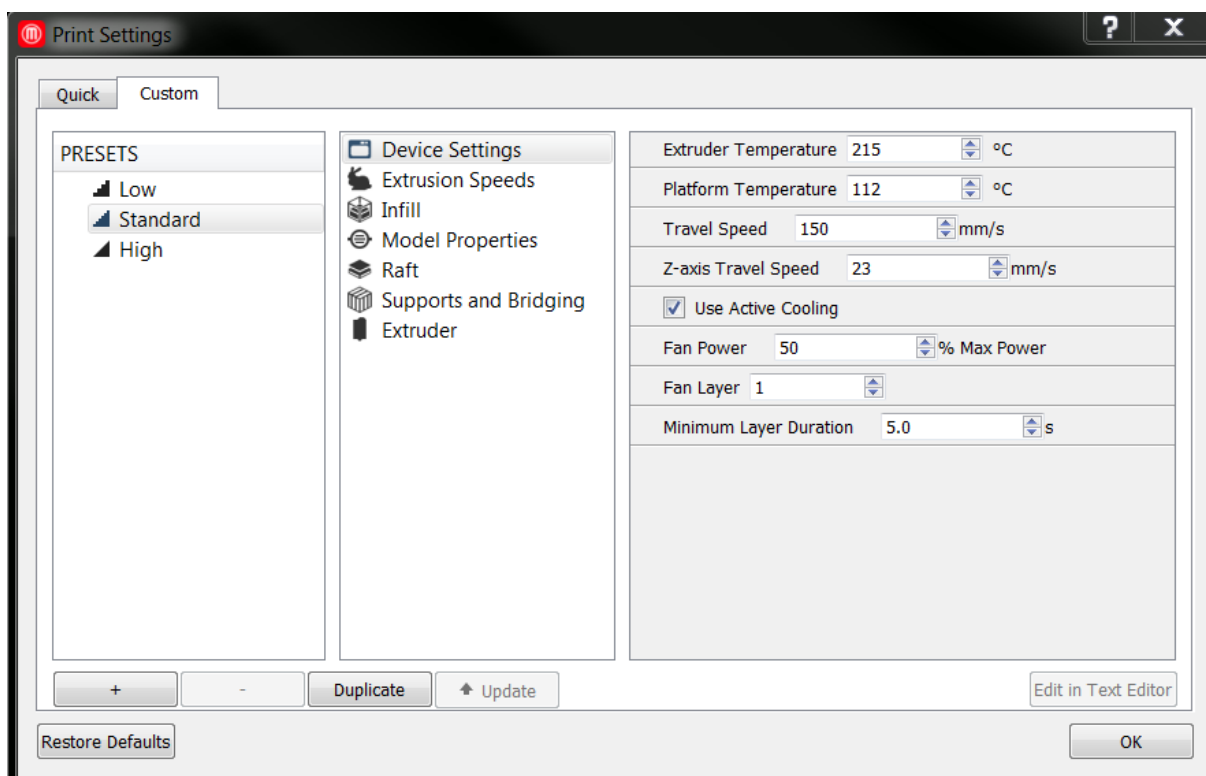 Print Settings
? X
Quick Custom
PRESETS
Low
Standard
High
Device Settings
Extrusion Speeds
Infill
Model Properties
Raft
Supports and Bridging
Extruder
Extruder Temperature 215 °C
Platform Temperature 112 °C
Travel Speed 150 mm/s
Z-axis Travel Speed 23 mm/s
Use Active Cooling
Fan Power 50 % Max Power
Fan Layer 1
Minimum Layer Duration 5.0 s
+ - Duplicate Update Edit in Text Editor
Restore Defaults OK